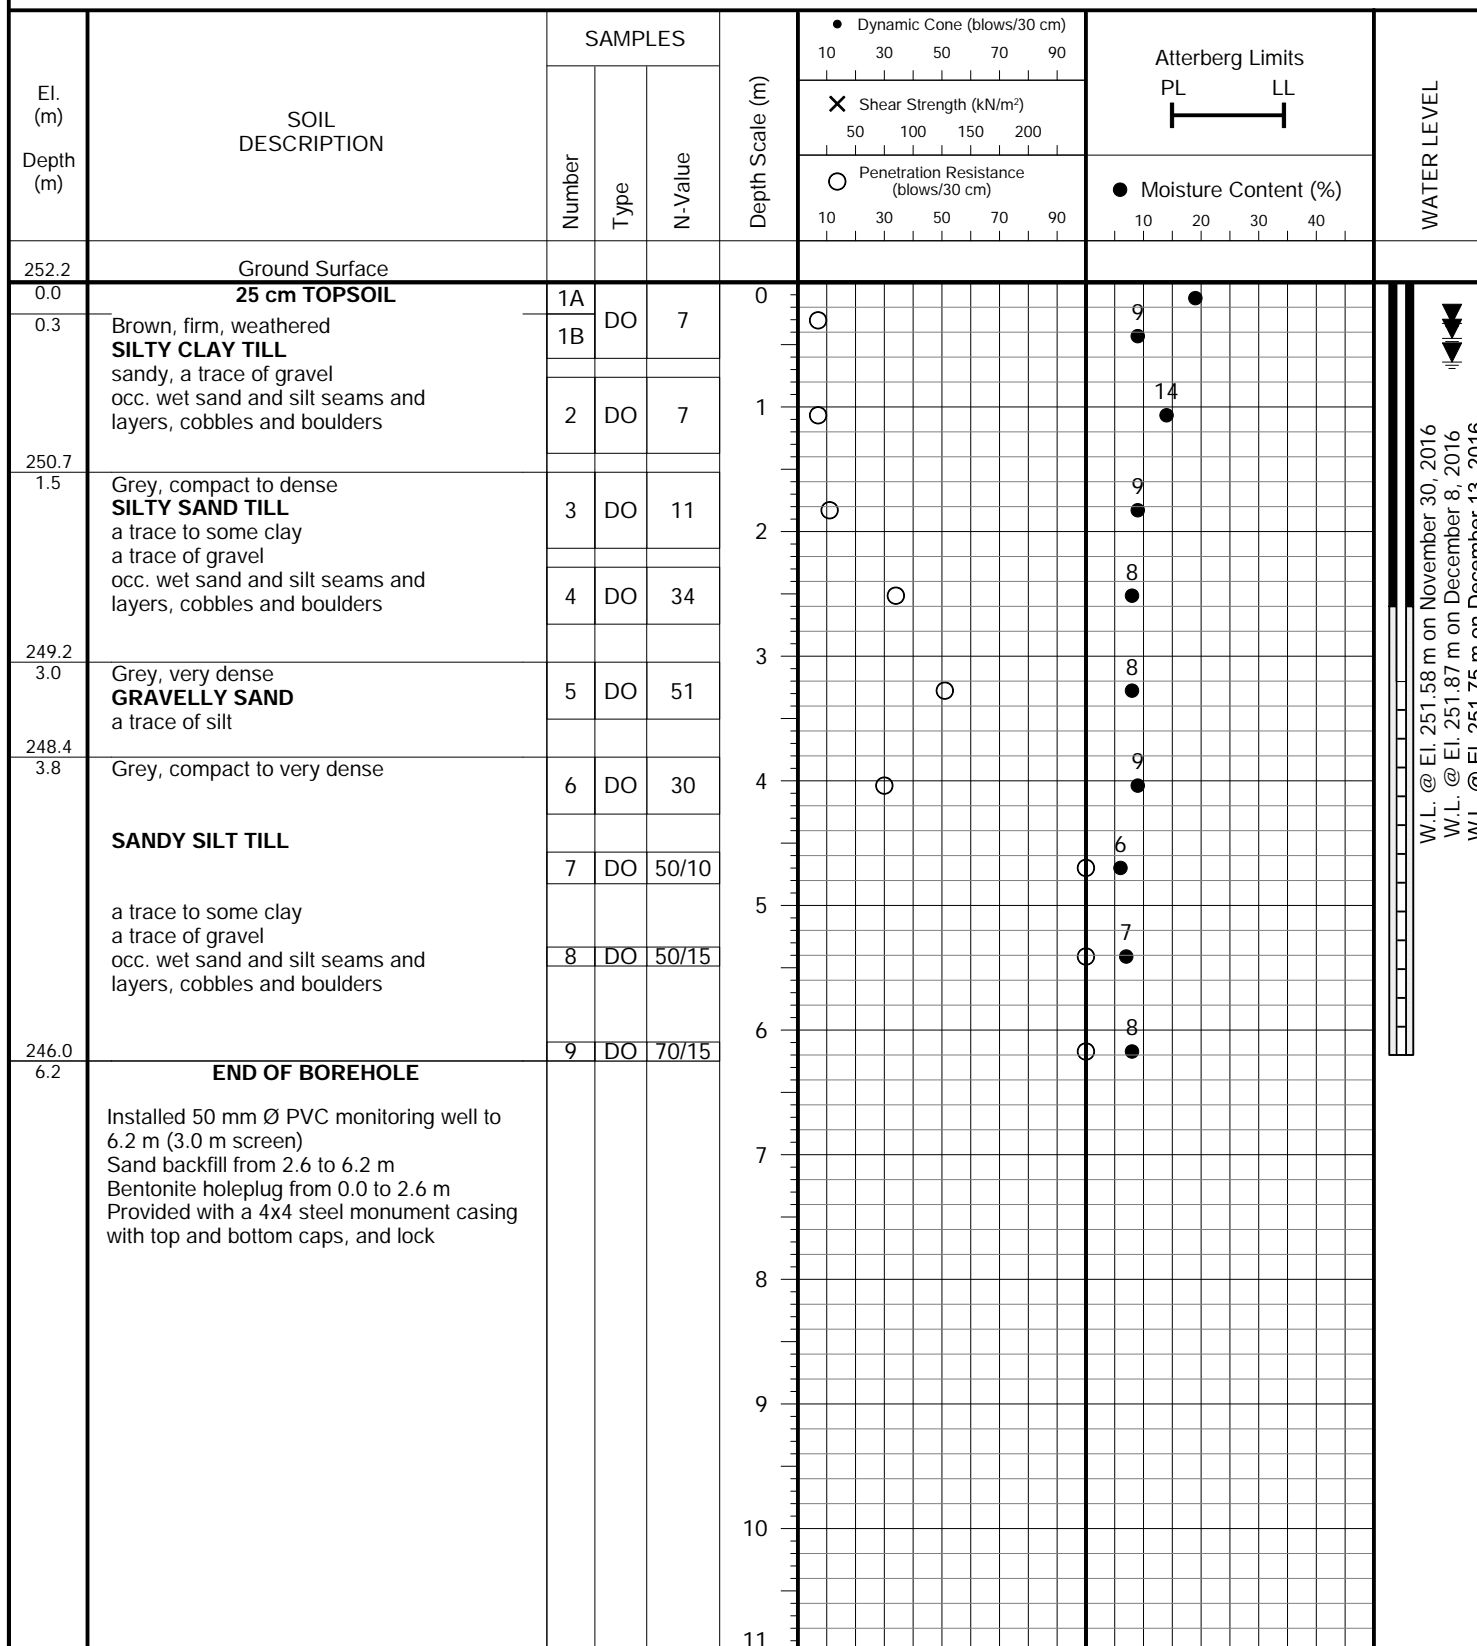 El.
(m)
Depth
(m)
SOIL
DESCRIPTION
SAMPLES
Number
Type
N-Value
Depth Scale (m)
● Dynamic Cone (blows/30 cm)
10 30 50 70 90
✕ Shear Strength (kN/m²)
50 100 150 200
○ Penetration Resistance
(blows/30 cm)
10 30 50 70 90
Atterberg Limits
PL LL
● Moisture Content (%)
10 20 30 40
WATER LEVEL
252.2 Ground Surface
0.0 25 cm TOPSOIL 1A DO 7 0
0.3 Brown, firm, weathered 1B 9
SILTY CLAY TILL
sandy, a trace of gravel
occ. wet sand and silt seams and 14
layers, cobbles and boulders 2 DO 7 1
250.7
1.5 Grey, compact to dense 9
SILTY SAND TILL 3 DO 11
a trace to some clay 2
a trace of gravel
occ. wet sand and silt seams and 8
layers, cobbles and boulders 4 DO 34
249.2 3
3.0 Grey, very dense 8
GRAVELLY SAND 5 DO 51
a trace of silt
248.4
3.8 Grey, compact to very dense 9
6 DO 30 4
SANDY SILT TILL 6
7 DO 50/10
a trace to some clay 5
a trace of gravel 7
occ. wet sand and silt seams and 8 DO 50/15
layers, cobbles and boulders
6 8
246.0 9 DO 70/15
6.2 END OF BOREHOLE
Installed 50 mm Ø PVC monitoring well to
6.2 m (3.0 m screen)
Sand backfill from 2.6 to 6.2 m
Bentonite holeplug from 0.0 to 2.6 m
Provided with a 4x4 steel monument casing
with top and bottom caps, and lock
7
8
9
10
11
W.L. @ El. 251.58 m on November 30, 2016
W.L. @ El. 251.87 m on December 8, 2016
W.L. @ El. 251.75 m on December 13, 2016